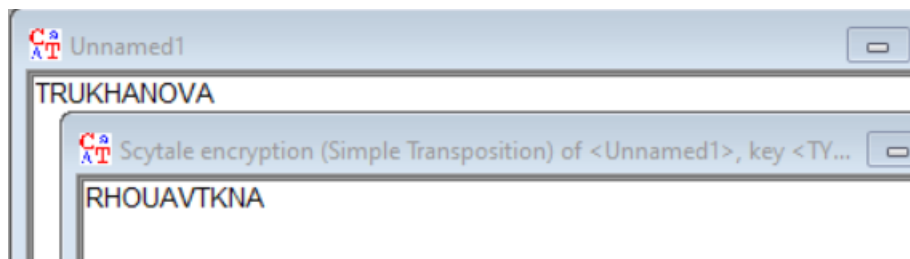 Unnamed1
TRUKHANOVA
Scytale encryption (Simple Transposition) of <Unnamed1>, key <TY...
RHOUAVTKNA